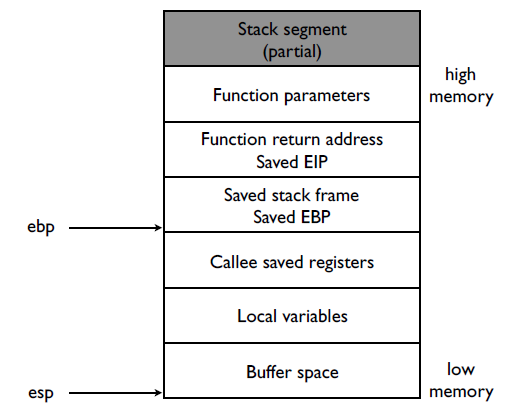 Stack segment
(partial)
high
memory
Function parameters
Function return address
Saved EIP
Saved stack frame
Saved EBP
ebp
Callee saved registers
Local variables
Buffer space
low
memory
esp